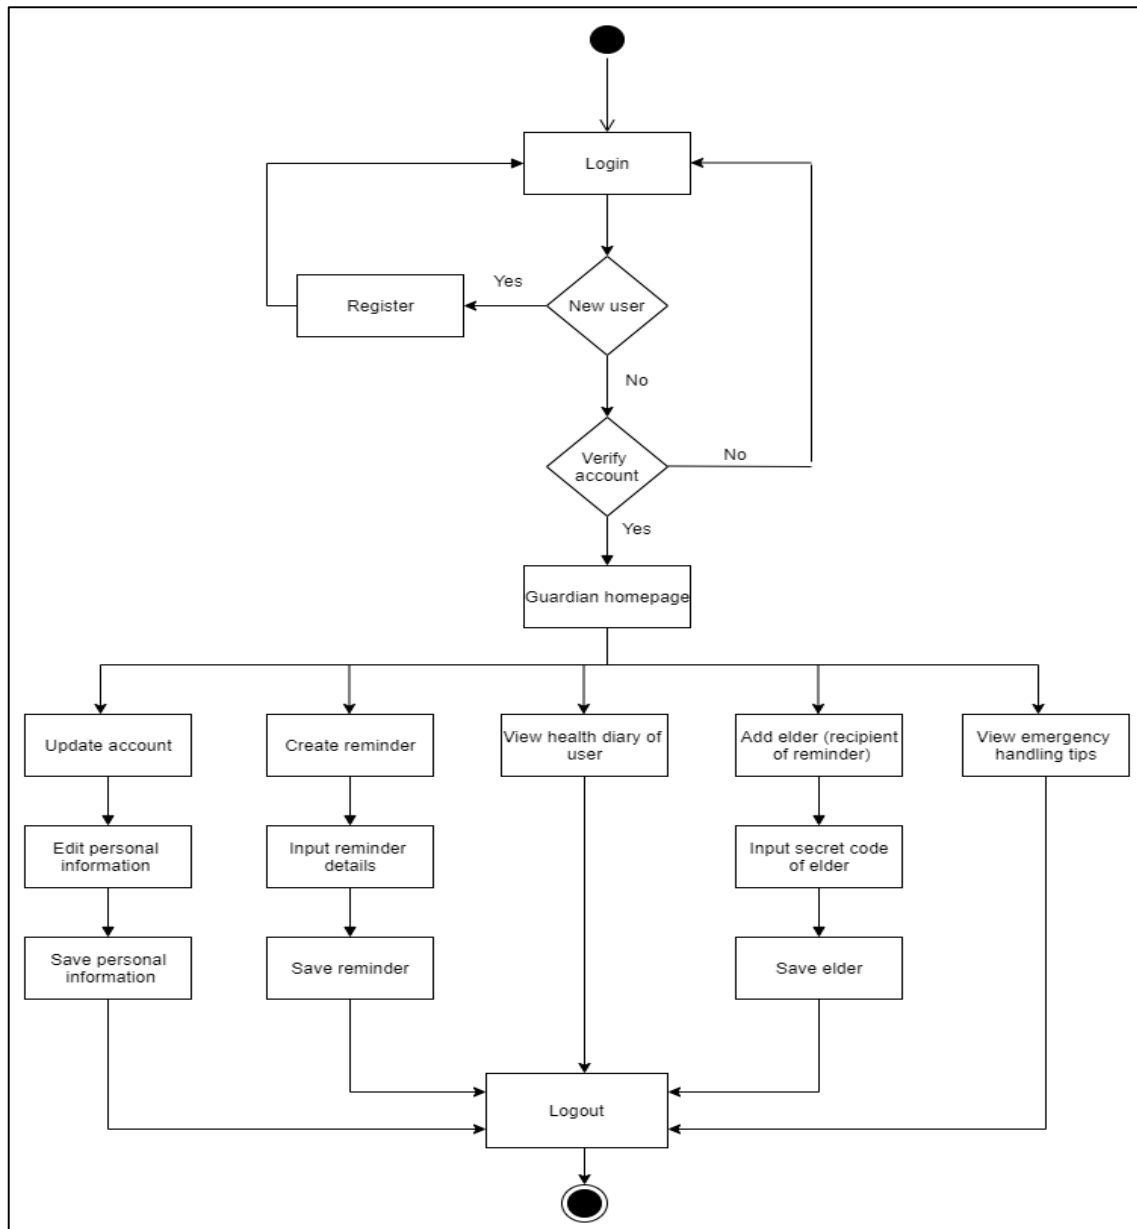 Login
Yes
Register
New user
No
Verify
account
No
Yes
Guardian homepage
Update account
Create reminder
View health diary of
user
Add elder (recipient
of reminder)
View emergency
handling tips
Edit personal
information
Input reminder
details
Input secret code
of elder
Save personal
information
Save reminder
Save elder
Logout